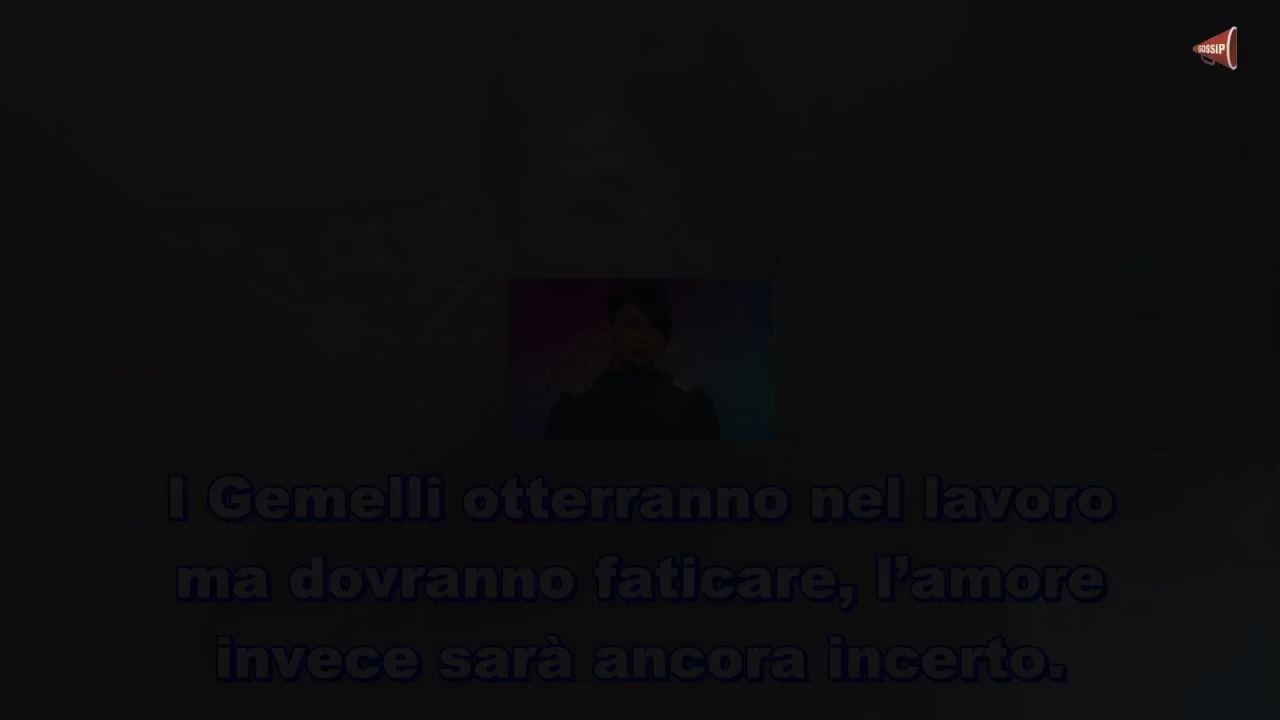 GOSSIP
I Gemelli otterranno nel lavoro
ma dovranno faticare, l’amore
invece sarà ancora incerto.